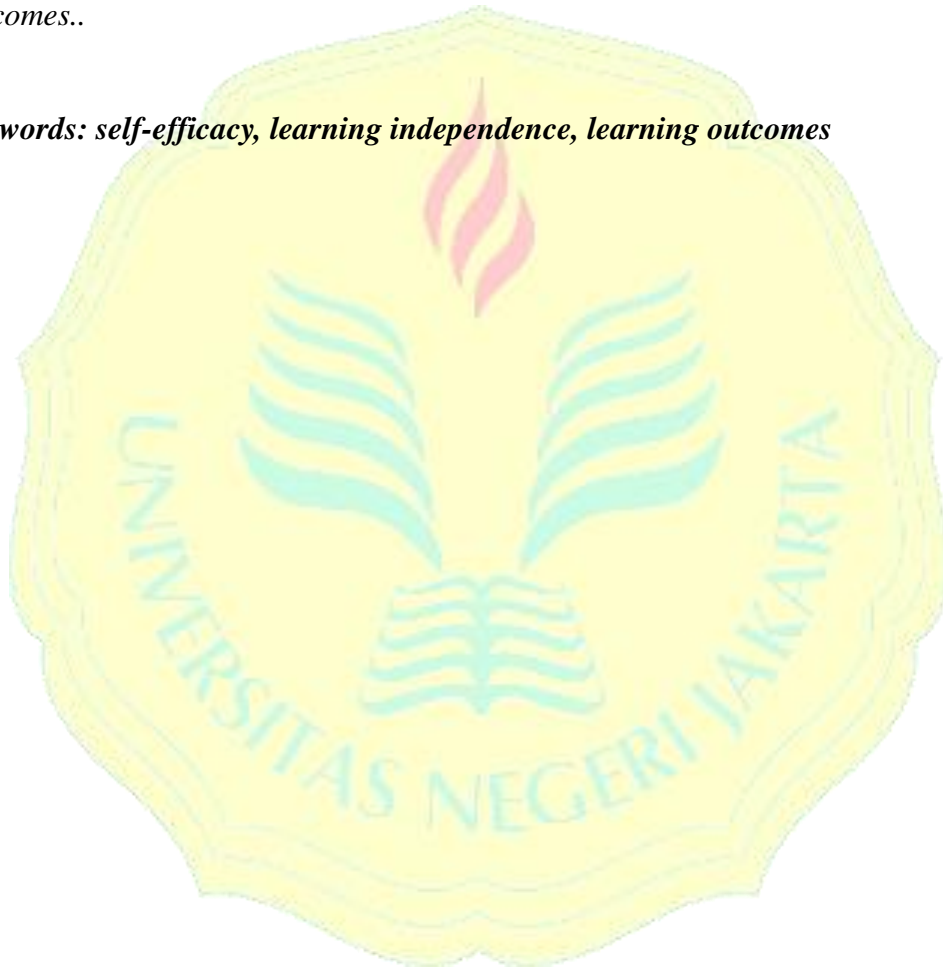 comes..
words: self-efficacy, learning independence, learning outcomes
UNIVERSITAS NEGERI JAKARTA